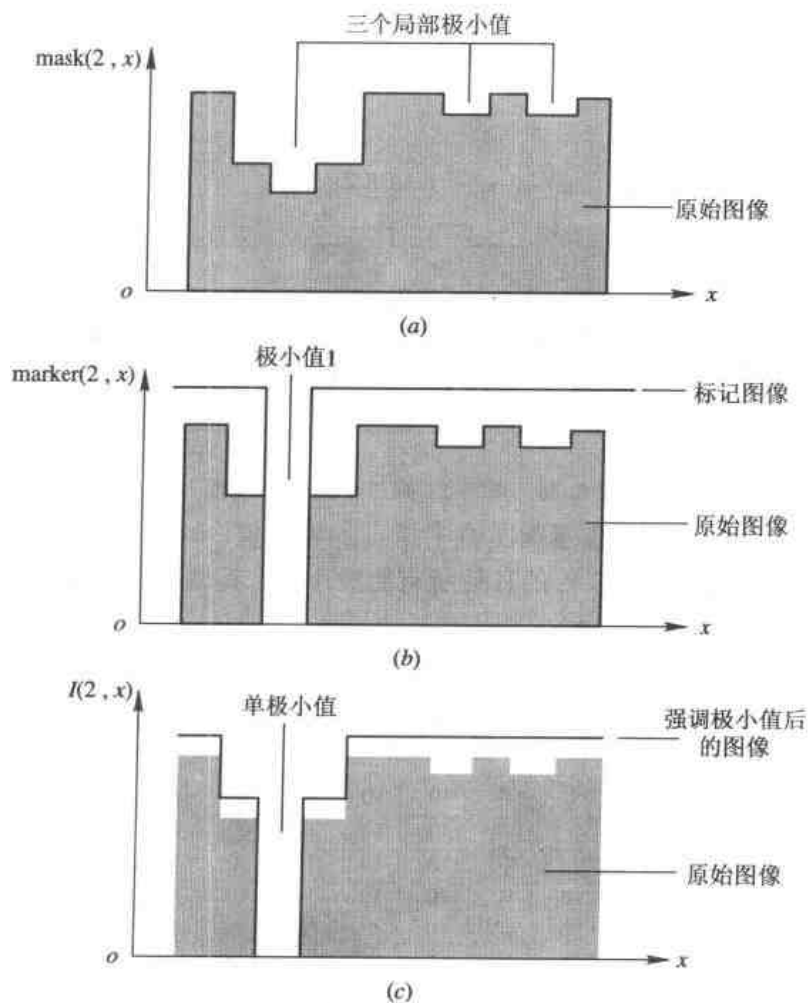 三个局部极小值
mask(2 , x)
原始图像
o
x
(a)
极小值1
marker(2 , x)
标记图像
原始图像
o
x
(b)
I(2 , x)
单极小值
强调极小值后
的图像
原始图像
o
x
(c)